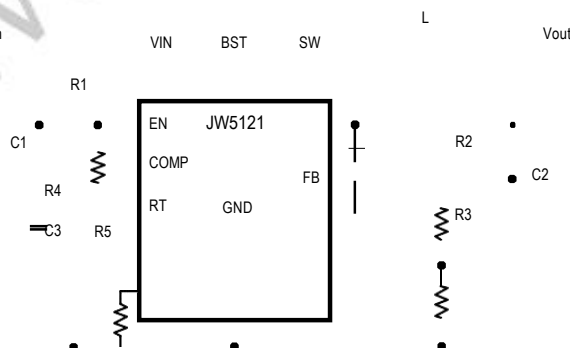 L
Vout
VIN BST SW
R1
EN JW5121
C1
R2
COMP
C2
FB
R4
RT
GND
R3
C3
R5